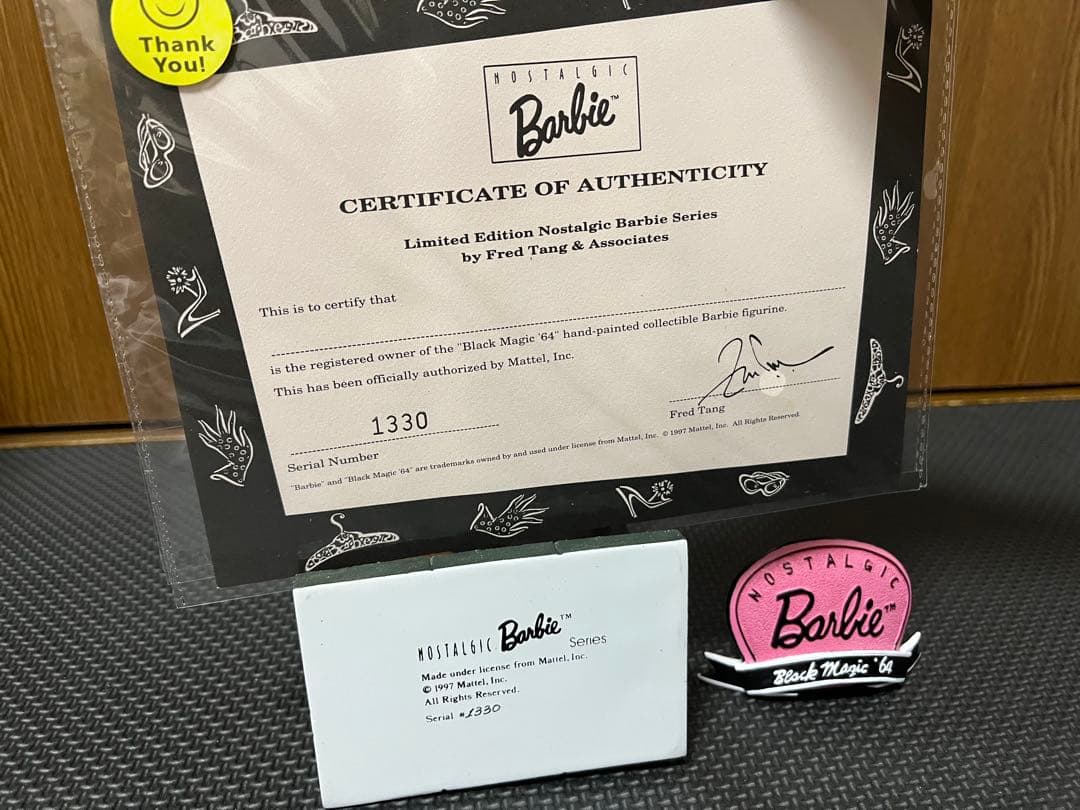 Thank
You!
NOSTALGIC
Barbie™
CERTIFICATE OF AUTHENTICITY
Limited Edition Nostalgic Barbie Series
by Fred Tang & Associates
This is to certify that
is the registered owner of the "Black Magic '64" hand-painted collectible Barbie figurine.
This has been officially authorized by Mattel, Inc.
1330
Serial Number
Fred Tang
"Barbie" and "Black Magic '64" are trademarks owned by and used under license from Mattel, Inc. © 1997 Mattel, Inc. All Rights Reserved.
NOSTALGIC Barbie™ Series
Made under license from Mattel, Inc.
© 1997 Mattel, Inc.
All Rights Reserved.
Serial #1330
NOSTALGIC
Barbie™
Black Magic '64